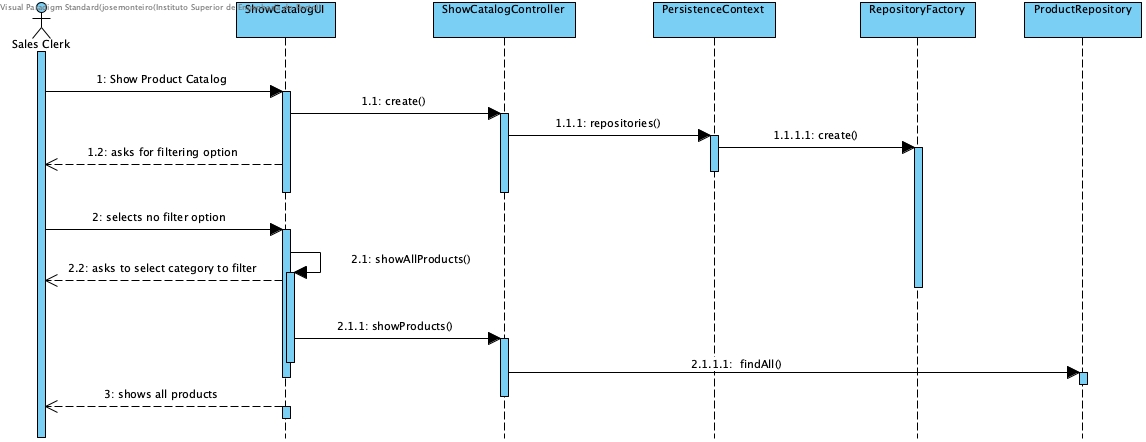 Visual Paradigm Standard(josemonteiro(Instituto Superior de
ShowCatalogUI
ShowCatalogController
PersistenceContext
RepositoryFactory
ProductRepository
Sales Clerk
1: Show Product Catalog
1.1: create()
1.1.1: repositories()
1.1.1.1: create()
1.2: asks for filtering option
2: selects no filter option
2.1: showAllProducts()
2.2: asks to select category to filter
2.1.1: showProducts()
2.1.1.1: findAll()
3: shows all products